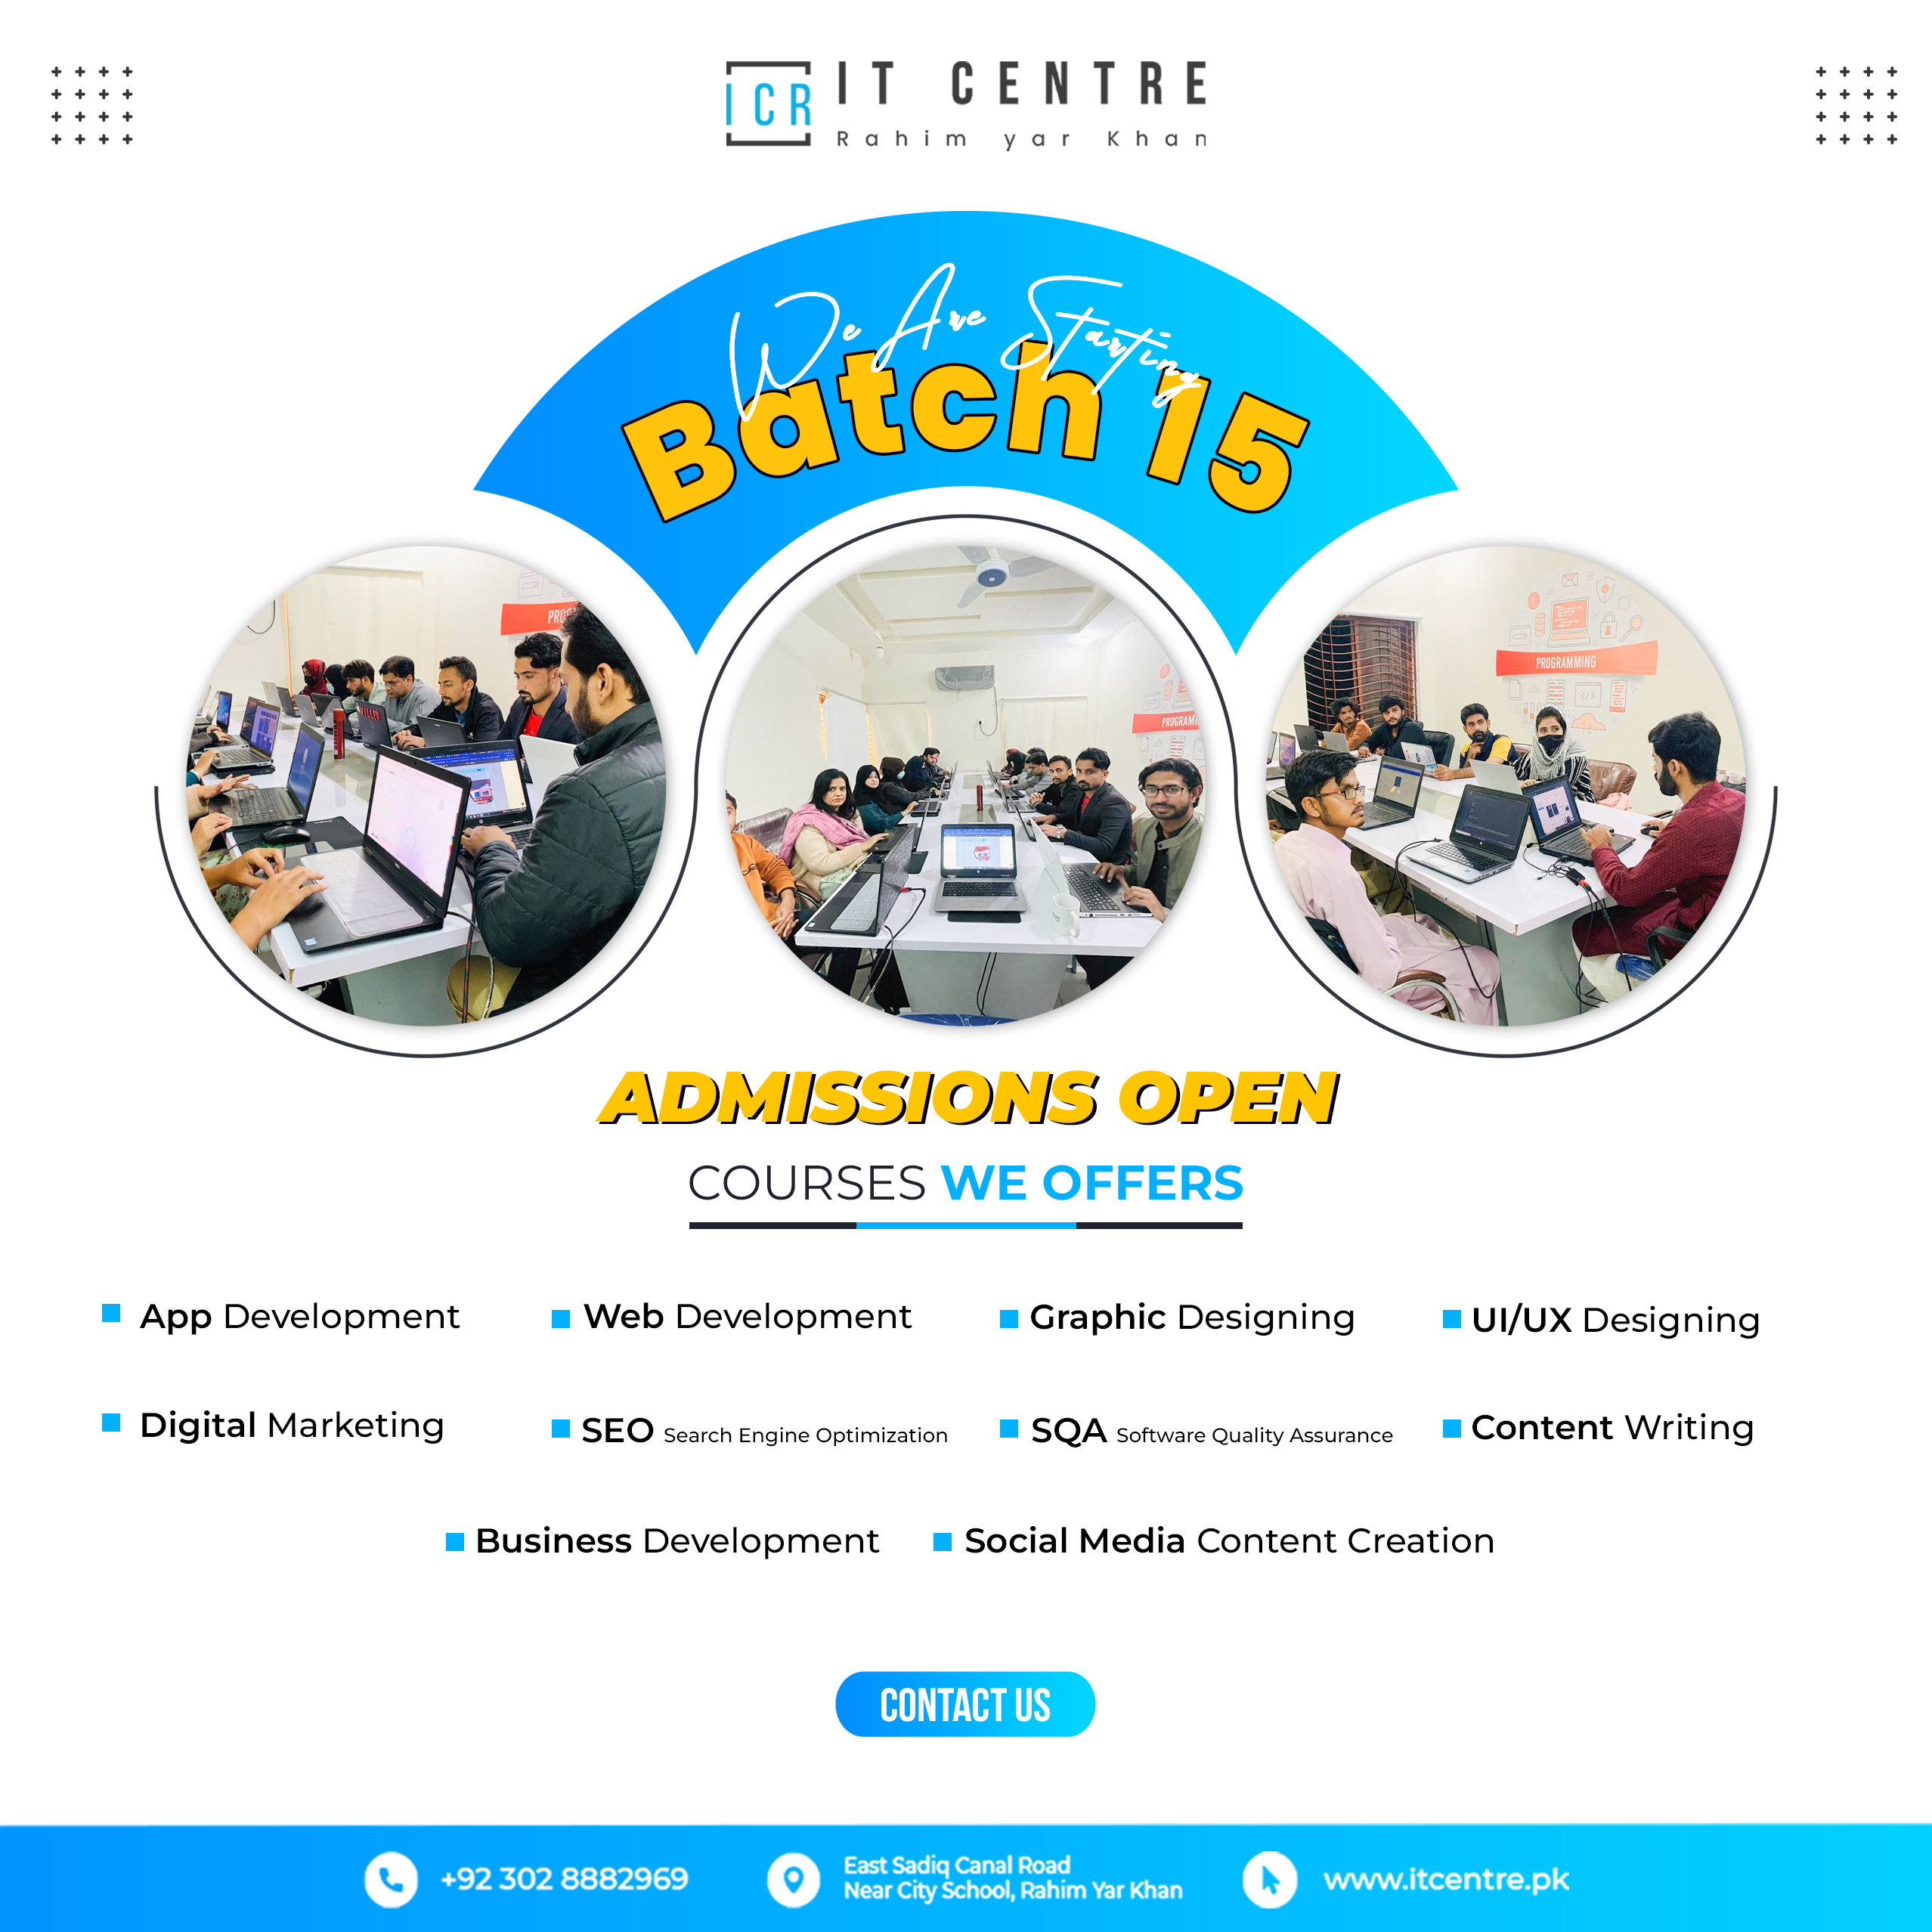 ICR
IT CENTRE
Rahim yar Khan
We Are Starting
Batch 15
PROG
PROGRAM
PROGRAMMING
ADMISSIONS OPEN
COURSES WE OFFERS
App Development
Web Development
Graphic Designing
UI/UX Designing
Digital Marketing
SEO Search Engine Optimization
SQA Software Quality Assurance
Content Writing
Business Development
Social Media Content Creation
CONTACT US
+92 302 8882969
East Sadiq Canal Road
Near City School, Rahim Yar Khan
www.itcentre.pk